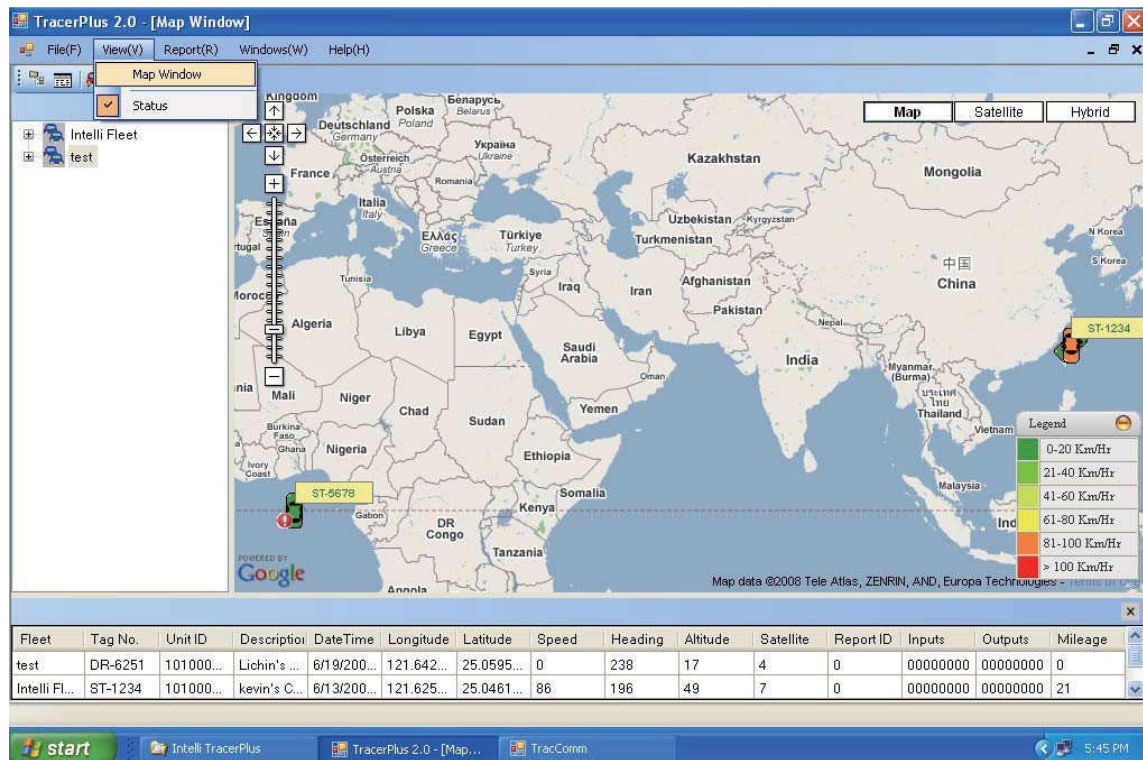 TracerPlus 2.0 - [Map Window]
File(F) View(V) Report(R) Windows(W) Help(H)
Map Window
Status
Intelli Fleet
test
Map Satellite Hybrid
Kingdom
Polska
Poland
Беларусь
Belarus
Deutschland
Germany
Україна
Ukraine
Österreich
Austria
France
Romania
Kazakhstan
Mongolia
Italia
Italy
España
Spain
Ελλάς
Greece
Türkiye
Turkey
Uzbekistan
Kyrgyzstan
Turkmenistan
N Korea
S Korea
中国
China
Tunisia
Syria
Iraq
Iran
Afghanistan
Pakistan
Nepal
Algeria
Libya
Egypt
Saudi
Arabia
Oman
India
Myanmar
(Burma)
ST-1234
Mali
Niger
Chad
Sudan
Yemen
ประเทศ
ไทย
Thailand
Vietnam
Burkina
Faso
Ghana
Nigeria
Ivory
Coast
Ethiopia
Somalia
Malaysia
ST-5678
Gabon
DR
Congo
Kenya
Tanzania
Angola
Legend
0-20 Km/Hr
21-40 Km/Hr
41-60 Km/Hr
61-80 Km/Hr
81-100 Km/Hr
> 100 Km/Hr
POWERED BY
Google
Map data ©2008 Tele Atlas, ZENRIN, AND, Europa Technologies -
Fleet Tag No. Unit ID Description DateTime Longitude Latitude Speed Heading Altitude Satellite Report ID Inputs Outputs Mileage
test DR-6251 101000... Lichin's ... 6/19/200... 121.642... 25.0595... 0 238 17 4 0 00000000 00000000 0
Intelli Fl... ST-1234 101000... kevin's C... 6/13/200... 121.625... 25.0461... 86 196 49 7 0 00000000 00000000 21
start Intelli TracerPlus TracerPlus 2.0 - [Map... TracComm 5:45 PM